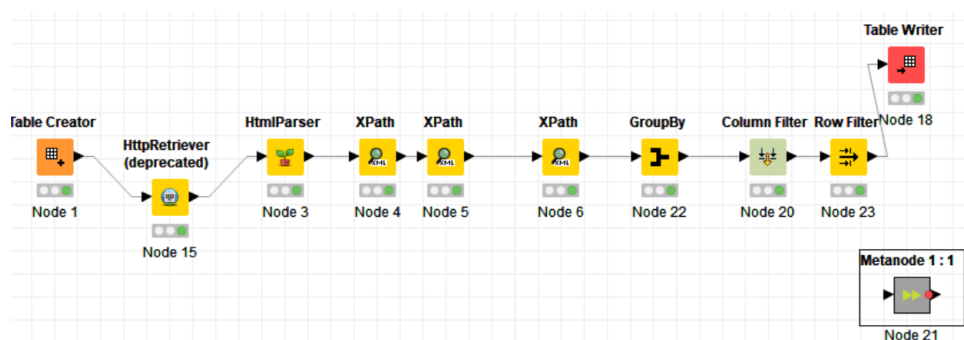 Table Writer
Node 18
Table Creator
Node 1
HttpRetriever
(deprecated)
Node 15
HtmlParser
Node 3
XPath
Node 4
XPath
XML
Node 5
XPath
XML
Node 6
GroupBy
Node 22
Column Filter
Node 20
Row Filter
Node 23
Metanode 1 : 1
Node 21